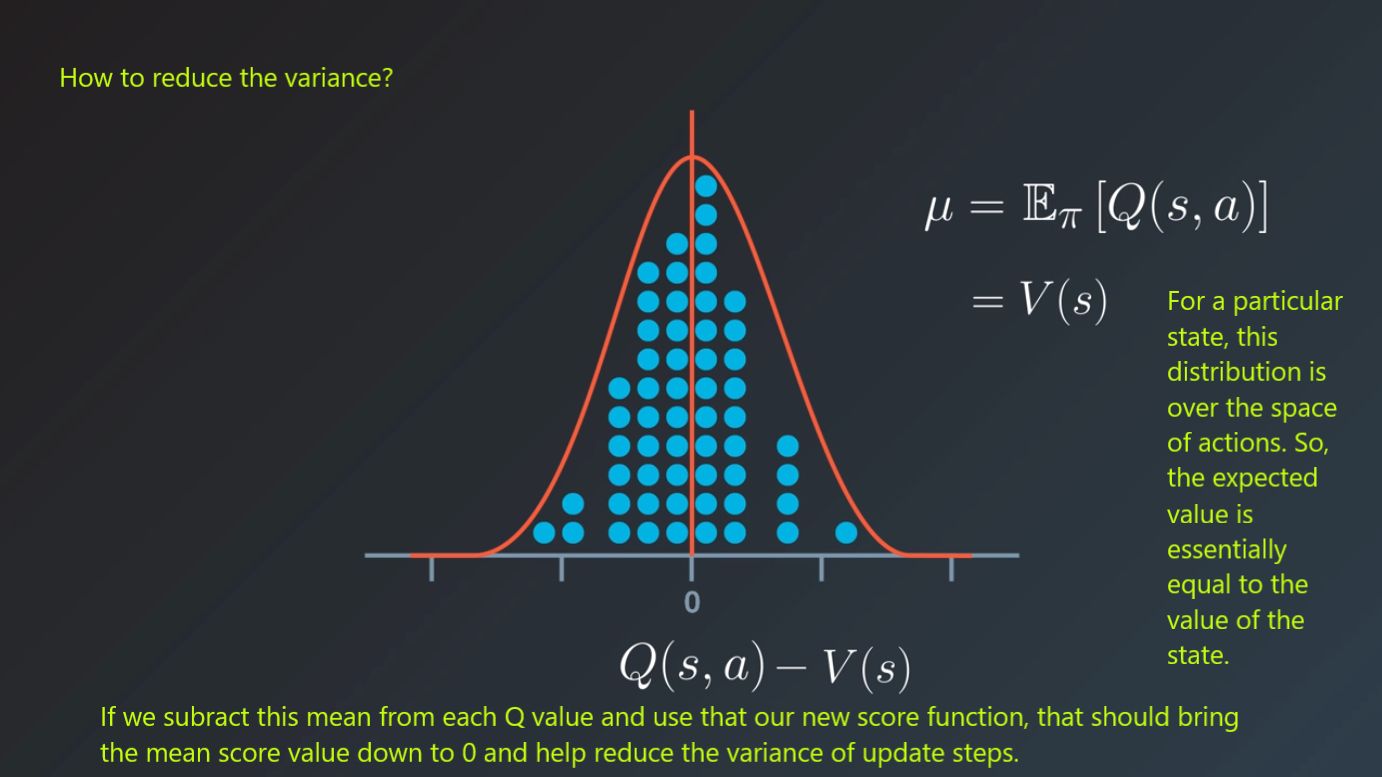 How to reduce the variance?
μ = 𝔼π [Q(s, a)]
= V(s)
For a particular
state, this
distribution is
over the space
of actions. So,
the expected
value is
essentially
equal to the
value of the
state.
0
Q(s, a) − V(s)
If we subract this mean from each Q value and use that our new score function, that should bring
the mean score value down to 0 and help reduce the variance of update steps.